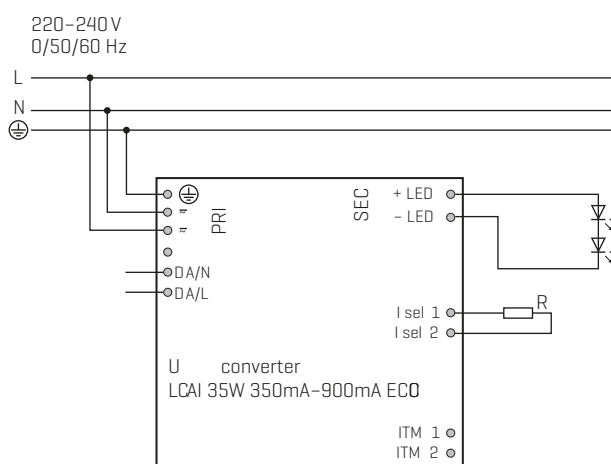 220–240 V
0/50/60 Hz
L
N
PRI
SEC
+ LED
– LED
DA/N
DA/L
I sel 1
R
I sel 2
U converter
LCAI 35W 350mA–900mA ECO
ITM 1
ITM 2